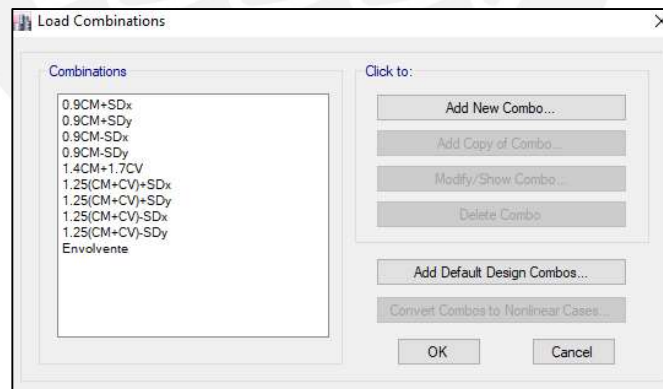 Load Combinations
Combinations
0.9CM+SDx
0.9CM+SDy
0.9CM-SDx
0.9CM-SDy
1.4CM+1.7CV
1.25(CM+CV)+SDx
1.25(CM+CV)+SDy
1.25(CM+CV)-SDx
1.25(CM+CV)-SDy
Envolvente
Click to:
Add New Combo...
Add Copy of Combo...
Modify/Show Combo...
Delete Combo
Add Default Design Combos...
Convert Combos to Nonlinear Cases...
OK
Cancel